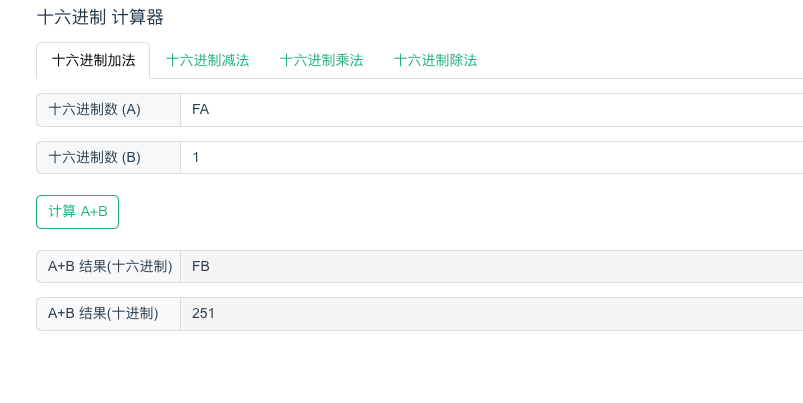 十六进制 计算器
十六进制加法 十六进制减法 十六进制乘法 十六进制除法
十六进制数 (A) FA
十六进制数 (B) 1
计算 A+B
A+B 结果(十六进制) FB
A+B 结果(十进制) 251